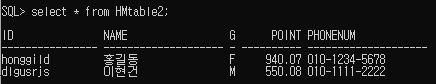 SQL> select * from HMtable2;
ID NAME G POINT PHONENUM
---------- -------------------- - ---------- --------------------
honggild 홍길동 F 940.07 010-1234-5678
dlgusrjs 이현건 M 550.08 010-1111-2222